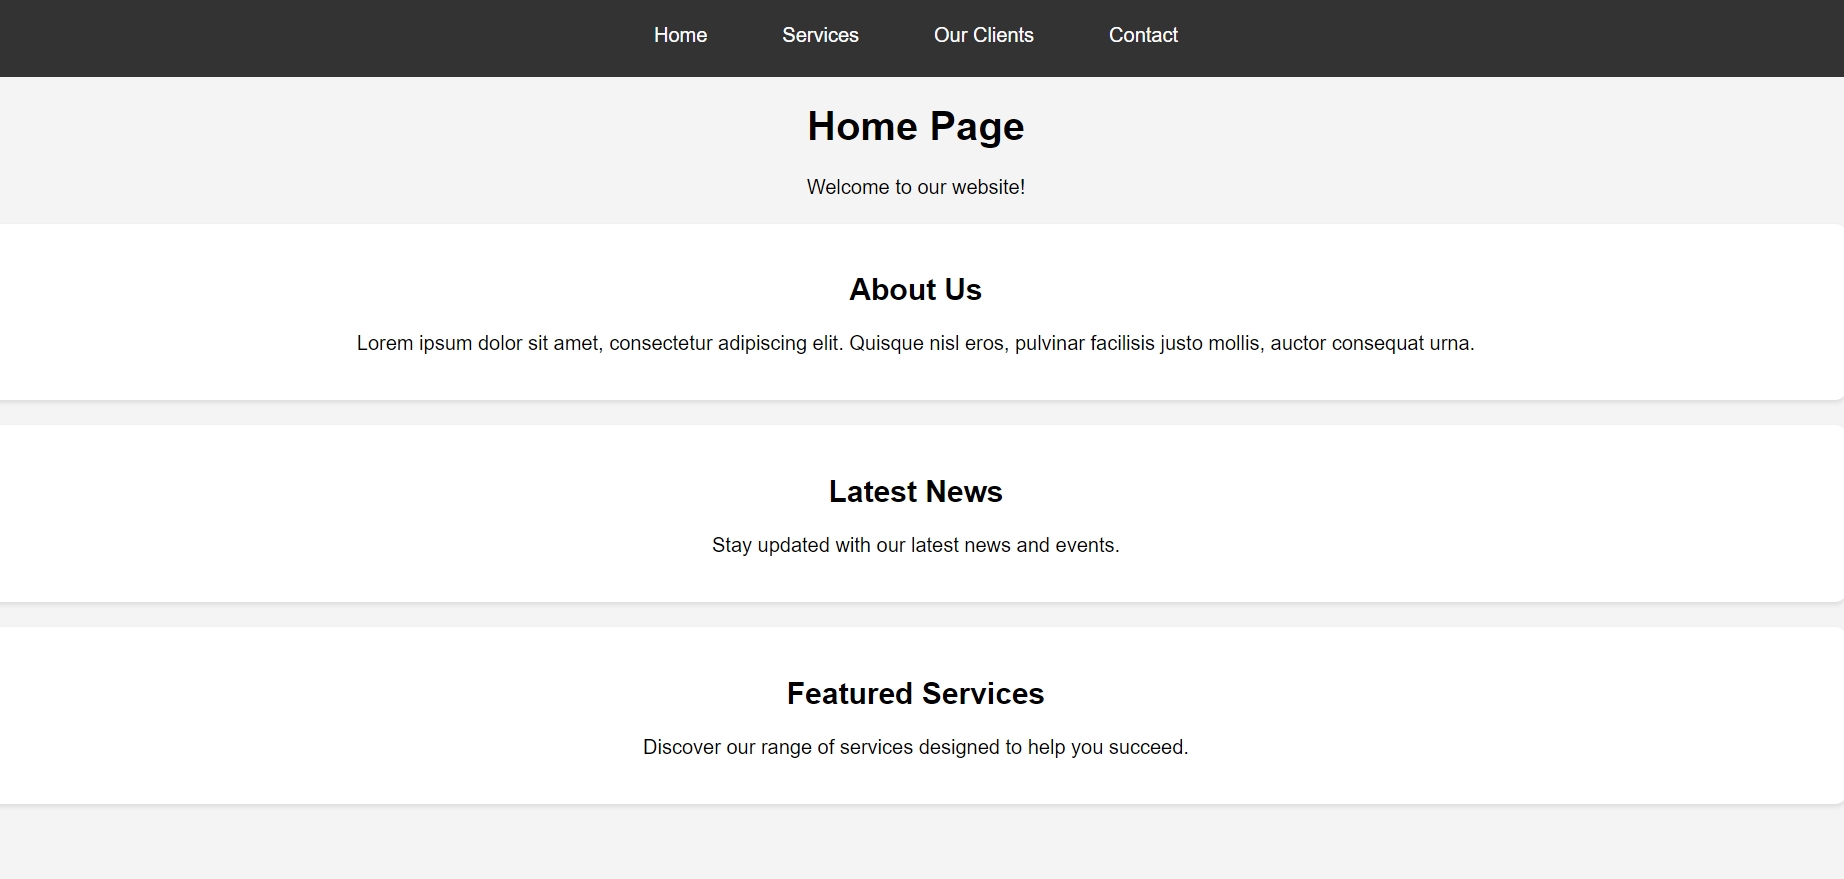 Home Services Our Clients Contact
Home Page
Welcome to our website!
About Us
Lorem ipsum dolor sit amet, consectetur adipiscing elit. Quisque nisl eros, pulvinar facilisis justo mollis, auctor consequat urna.
Latest News
Stay updated with our latest news and events.
Featured Services
Discover our range of services designed to help you succeed.